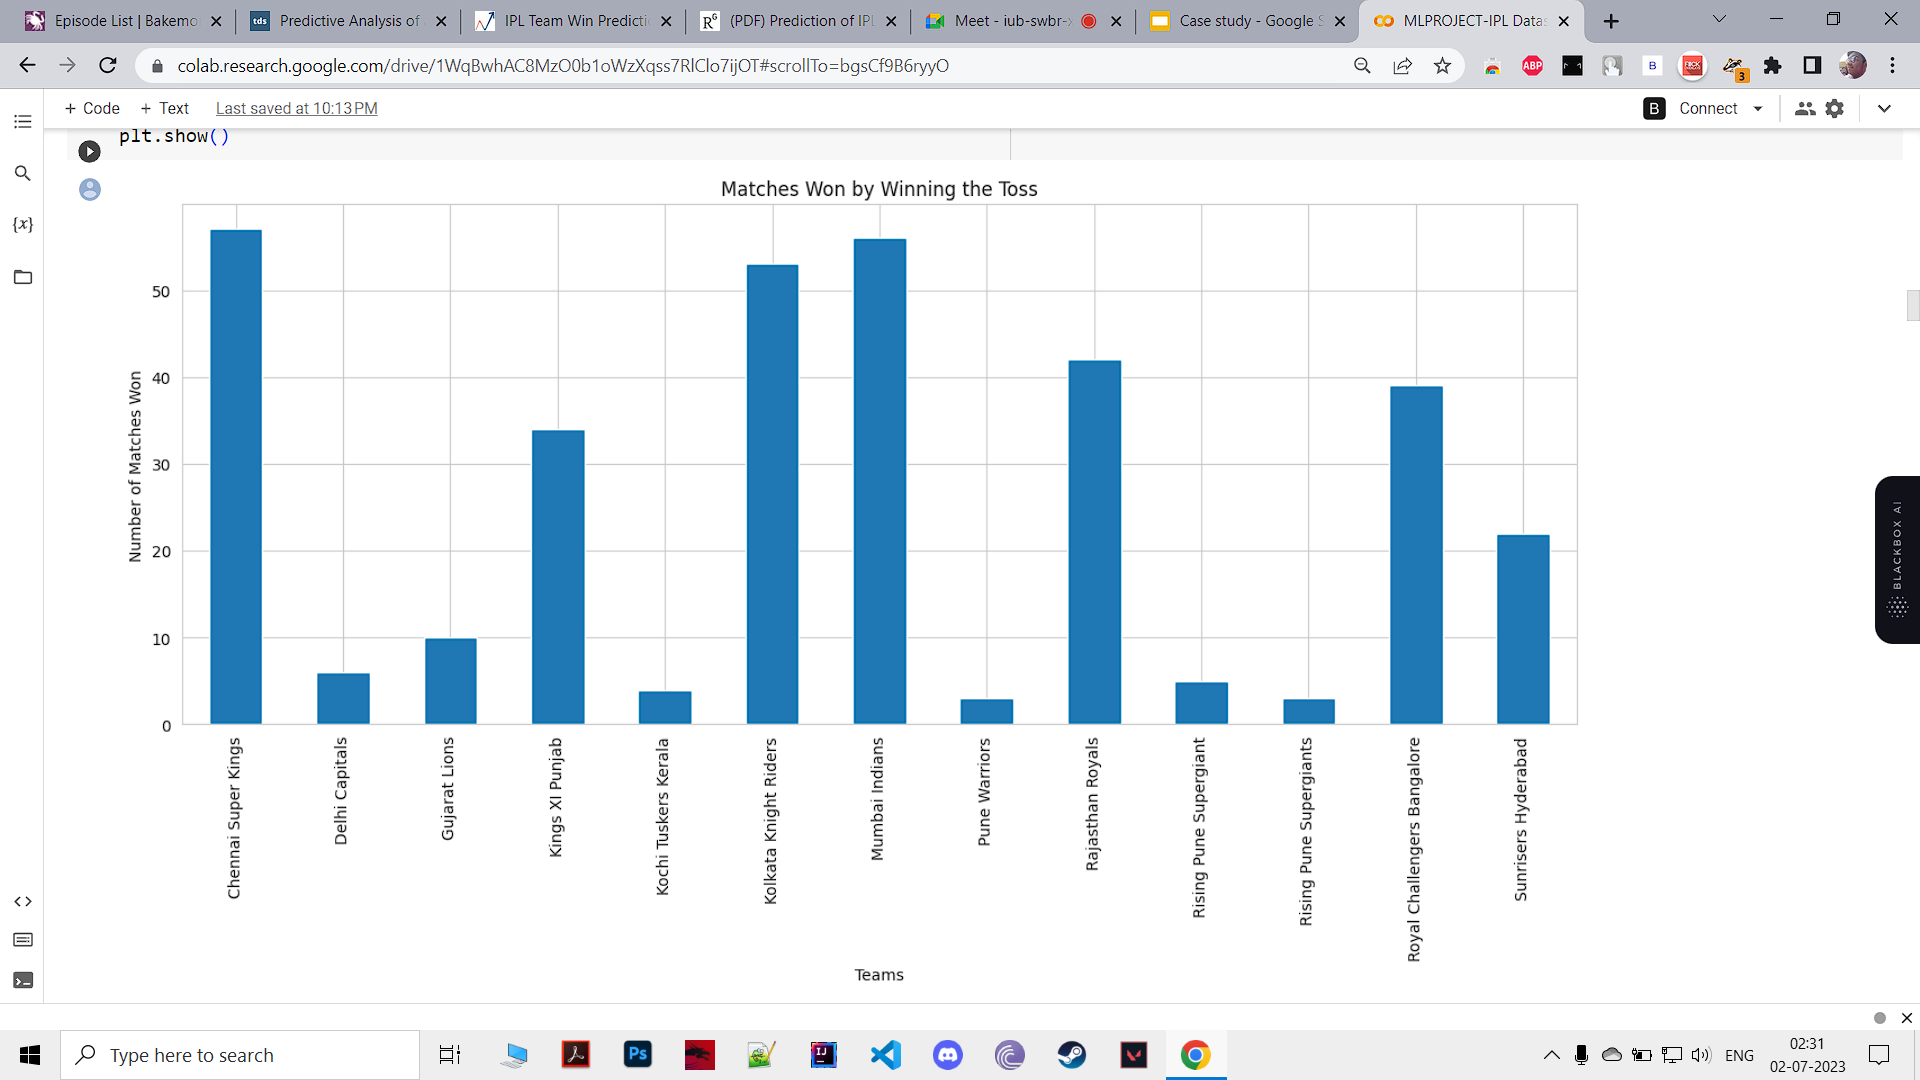 Episode List | Bakemo
tds
Predictive Analysis of
IPL Team Win Predicti
(PDF) Prediction of IPL
Meet - iub-swbr-
Case study - Google S
MLPROJECT-IPL Datas
colab.research.google.com/drive/1WqBwhAC8MzO0b1oWzXqss7RlClo7ijOT#scrollTo=bgsCf9B6ryyO
ABP
B
3
+ Code + Text Last saved at 10:13 PM
B Connect
plt.show()
{x}
Matches Won by Winning the Toss
Number of Matches Won
50
40
30
20
10
0
Chennai Super Kings
Delhi Capitals
Gujarat Lions
Kings XI Punjab
Kochi Tuskers Kerala
Kolkata Knight Riders
Mumbai Indians
Pune Warriors
Rajasthan Royals
Rising Pune Supergiant
Rising Pune Supergiants
Royal Challengers Bangalore
Sunrisers Hyderabad
Teams
BLACKBOX AI
Type here to search
Ps
IJ
ENG
02:31
02-07-2023